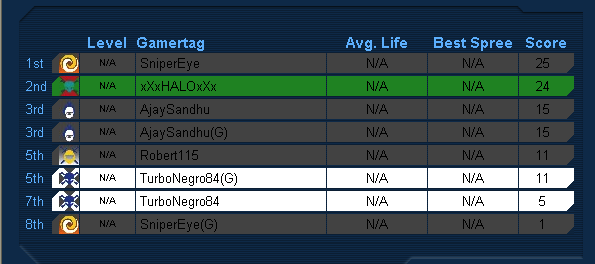 Level Gamertag Avg. Life Best Spree Score
1st N/A SniperEye N/A N/A 25
2nd N/A xXxHALOxXx N/A N/A 24
3rd N/A AjaySandhu N/A N/A 15
3rd N/A AjaySandhu(G) N/A N/A 15
5th N/A Robert115 N/A N/A 11
5th N/A TurboNegro84(G) N/A N/A 11
7th N/A TurboNegro84 N/A N/A 5
8th N/A SniperEye(G) N/A N/A 1